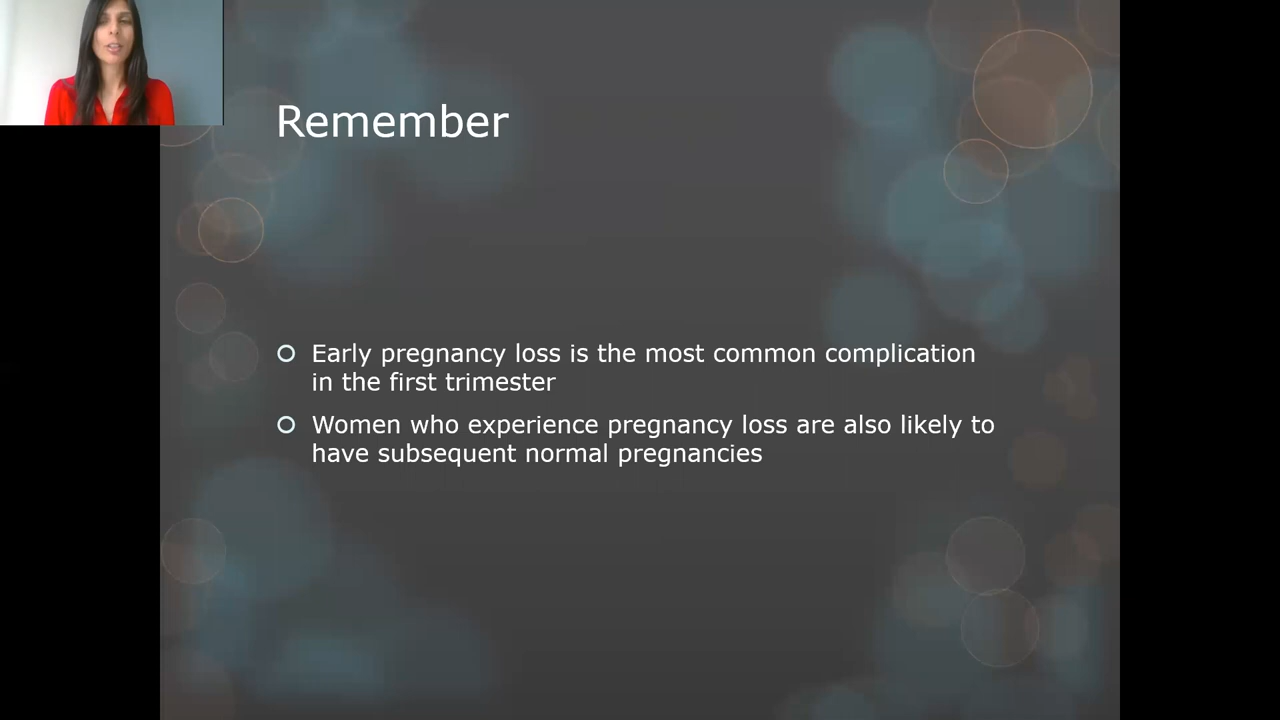 Remember
Early pregnancy loss is the most common complication
in the first trimester
Women who experience pregnancy loss are also likely to
have subsequent normal pregnancies